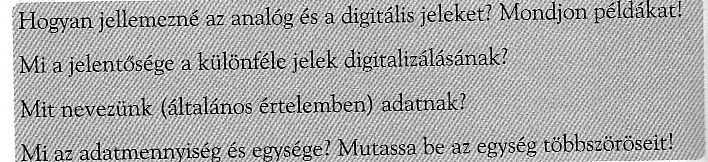 Hogyan jellemezné az analóg és a digitális jeleket? Mondjon példákat!
Mi a jelentősége a különféle jelek digitalizálásának?
Mit nevezünk (általános értelemben) adatnak?
Mi az adatmennyiség és egysége? Mutassa be az egység többszöröseit!